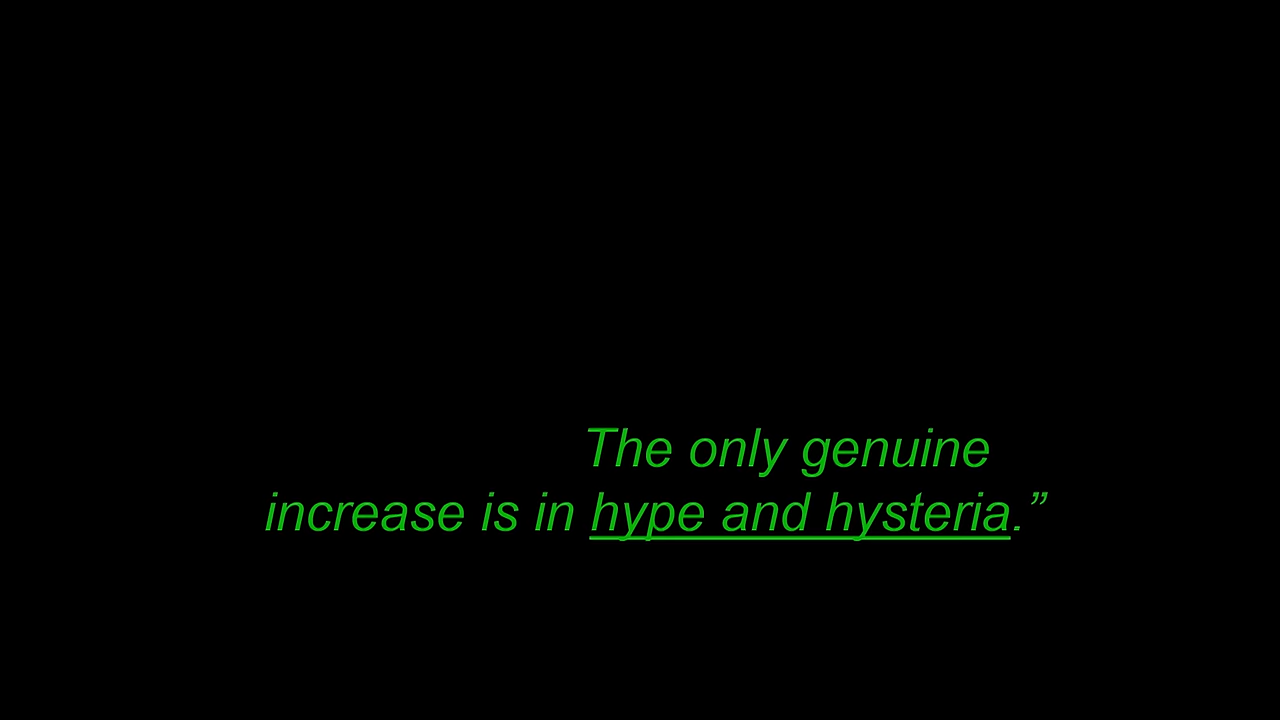 The only genuine
increase is in hype and hysteria.”